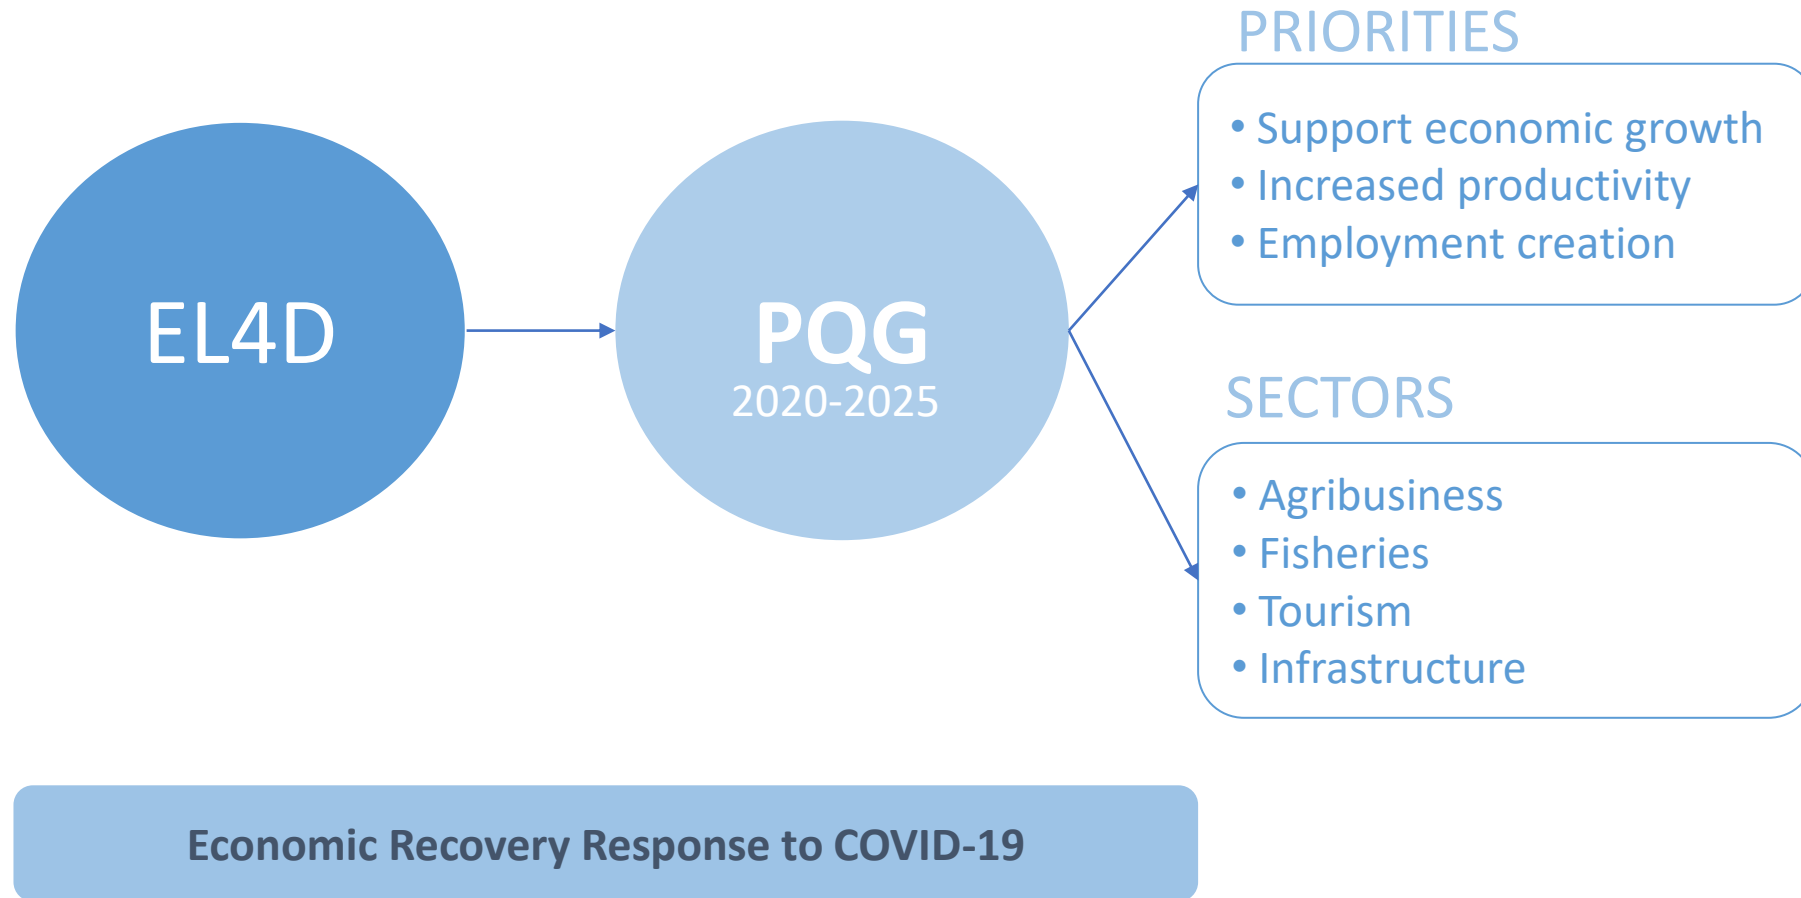 EL4D
PQG
2020-2025
PRIORITIES
• Support economic growth
• Increased productivity
• Employment creation
SECTORS
• Agribusiness
• Fisheries
• Tourism
• Infrastructure
Economic Recovery Response to COVID-19